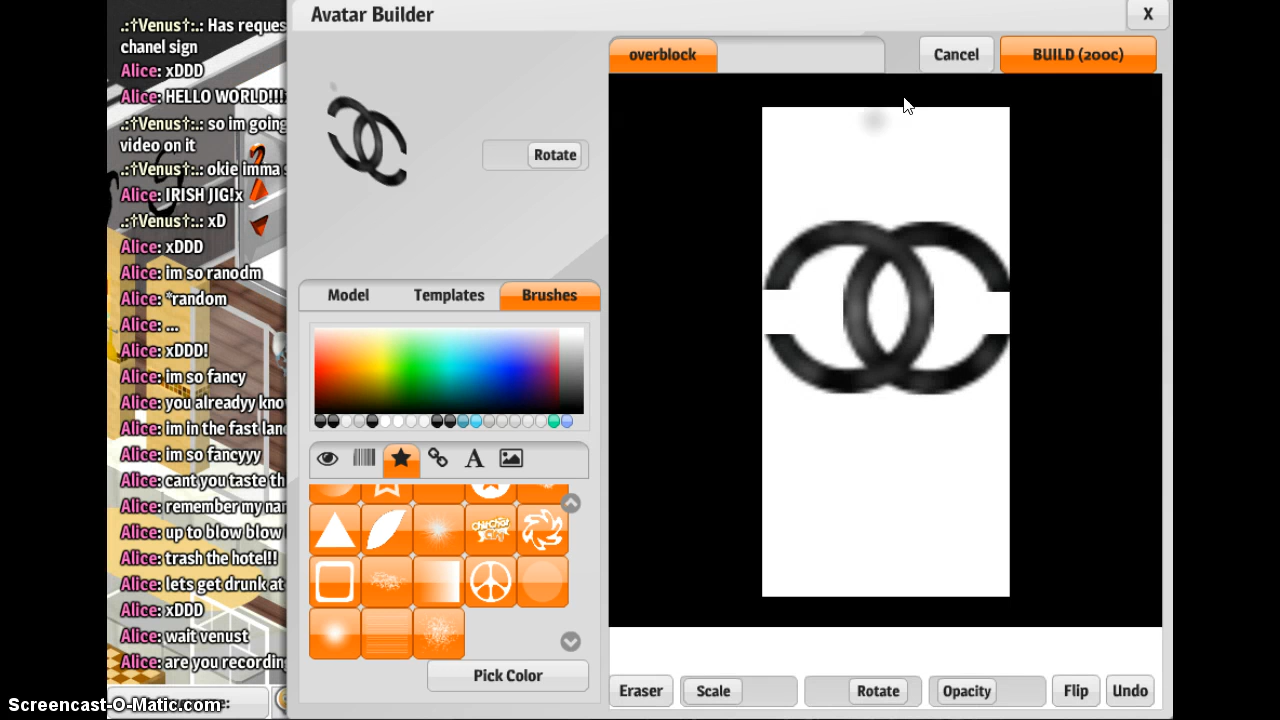 .:†Venus†:.: Has reques
chanel sign
Alice: xDDD
Alice: HELLO WORLD!!!
.:†Venus†:.: so im going
video on it
.:†Venus†:.: okie imma s
Alice: IRISH JIG!x
.:†Venus†:.: xD
Alice: xDDD
Alice: im so ranodm
Alice: *random
Alice: ...
Alice: xDDD!
Alice: im so fancy
Alice: you alreadyy kno
Alice: im in the fast lan
Alice: im so fancyyy
Alice: cant you taste th
Alice: remember my nar
Alice: up to blow blow
Alice: trash the hotel!!
Alice: lets get drunk at
Alice: xDDD
Alice: wait venust
Alice: are you recordin
Screencast-O-Matic.com
Avatar Builder
X
overblock
Cancel
BUILD (200c)
Rotate
Model
Templates
Brushes
A
ChitChat
City
Pick Color
Eraser
Scale
Rotate
Opacity
Flip
Undo